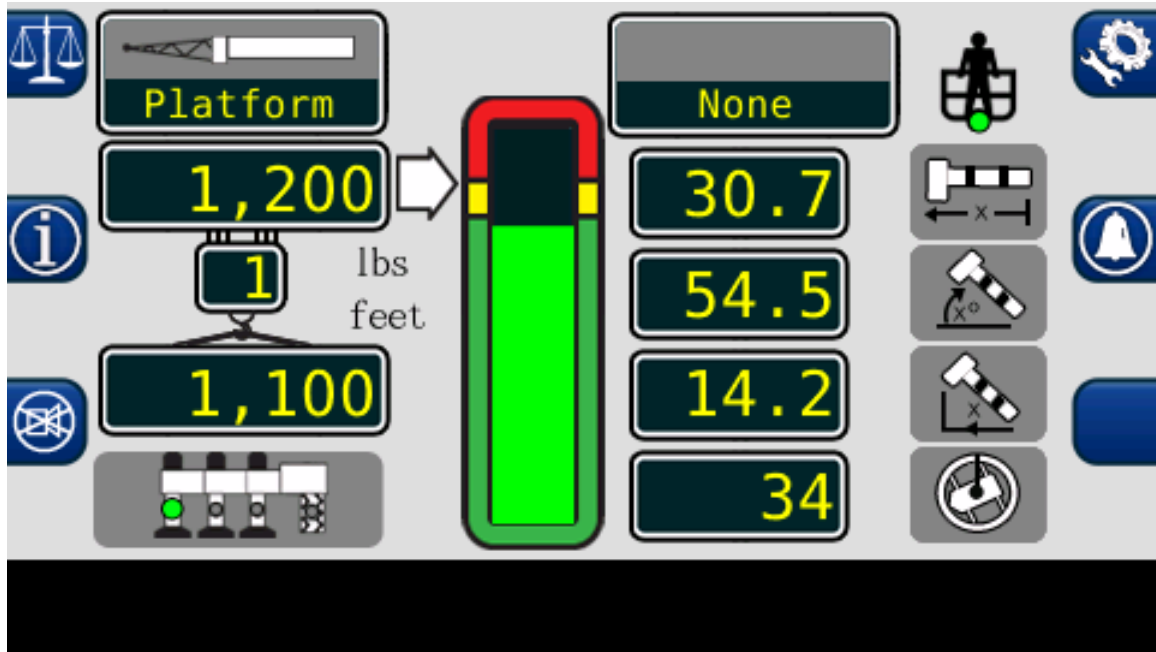 Platform
None
1,200
30.7
x
1
lbs
feet
54.5
x°
1,100
14.2
x
34